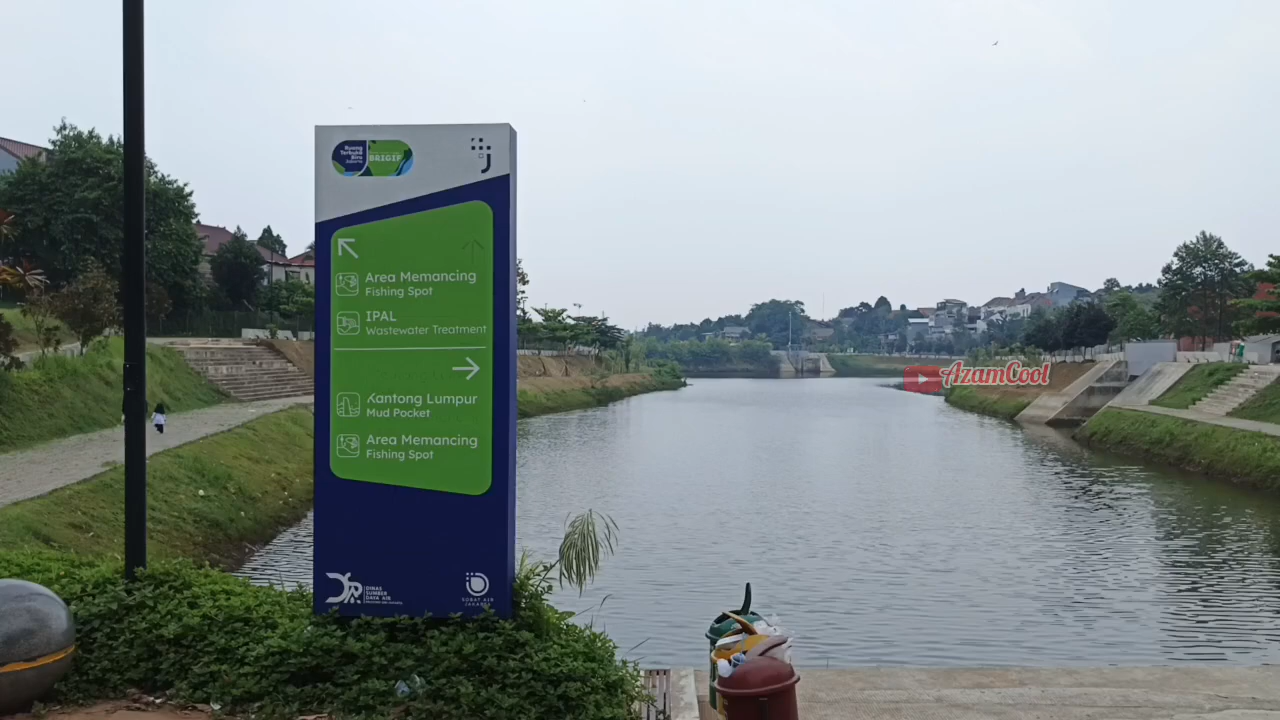 Ruang
Terbuka
Biru
Jakarta
BRIGIF
j
Area Memancing
Fishing Spot
IPAL
Wastewater Treatment
Kantong Lumpur
Mud Pocket
Area Memancing
Fishing Spot
DINAS
SUMBER
DAYA AIR
SOBAT AIR
JAKARTA
AzamCool